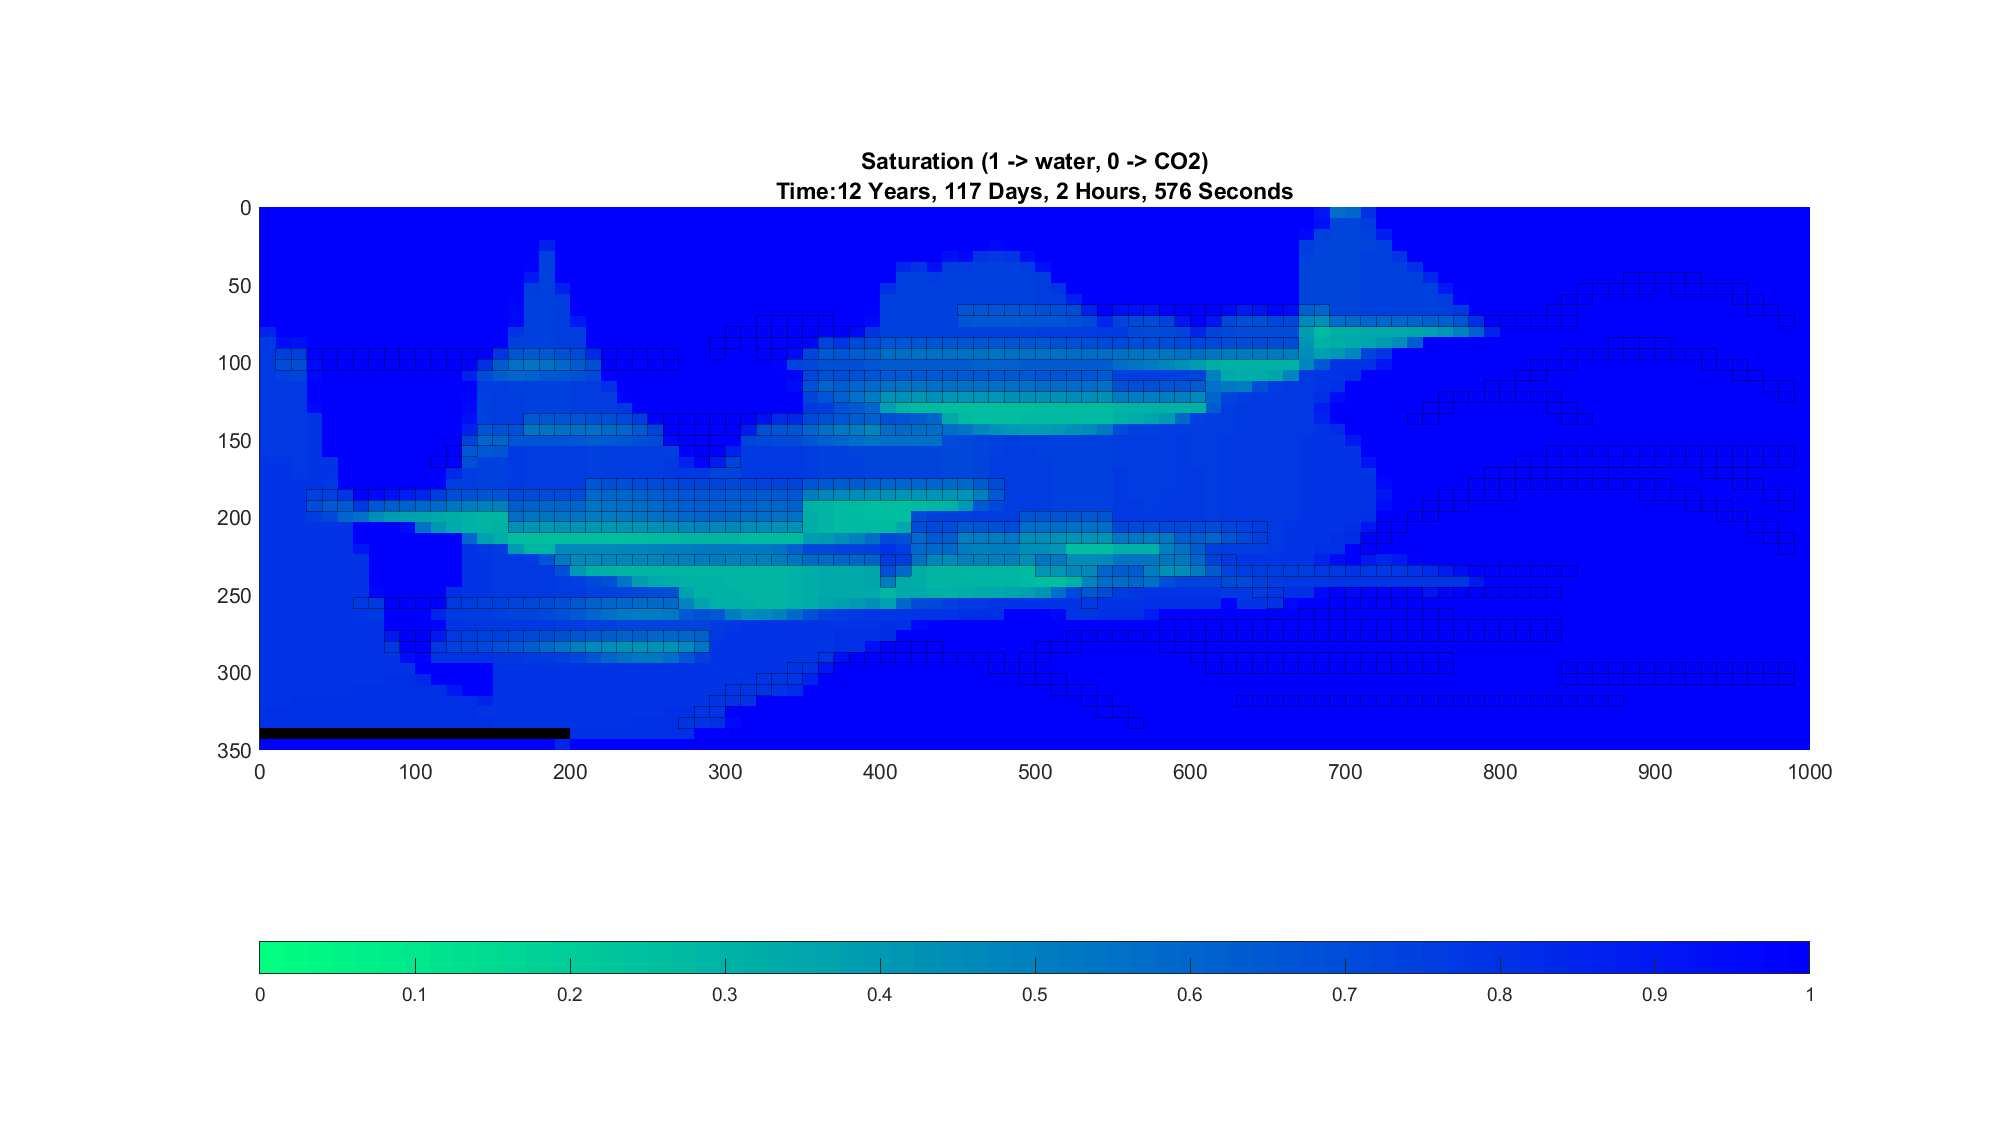 Saturation (1 -> water, 0 -> CO2)
Time:12 Years, 117 Days, 2 Hours, 576 Seconds
0
50
100
150
200
250
300
350
0 100 200 300 400 500 600 700 800 900 1000
0 0.1 0.2 0.3 0.4 0.5 0.6 0.7 0.8 0.9 1